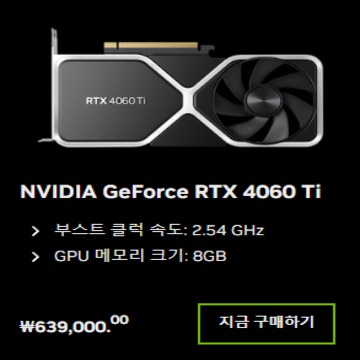 RTX 4060 Ti
NVIDIA GeForce RTX 4060 Ti
부스트 클럭 속도: 2.54 GHz
GPU 메모리 크기: 8GB
₩639,000.00
지금 구매하기